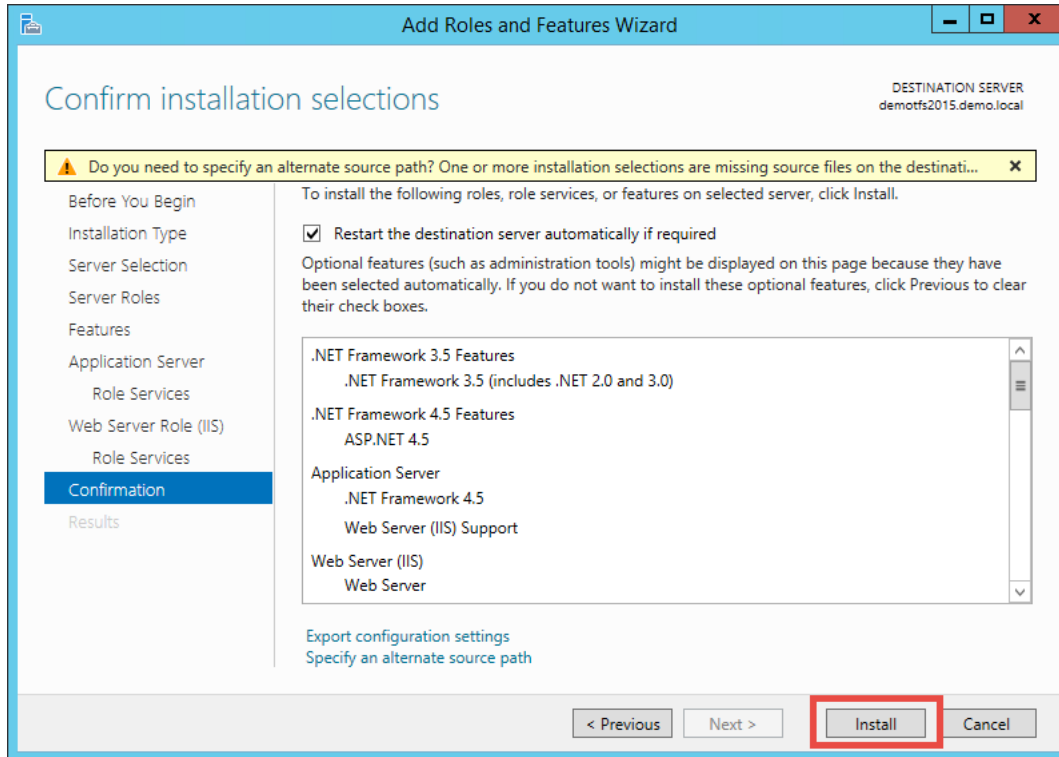 Add Roles and Features Wizard
x
Confirm installation selections
DESTINATION SERVER
demotfs2015.demo.local
Do you need to specify an alternate source path? One or more installation selections are missing source files on the destinati...
Before You Begin
Installation Type
Server Selection
Server Roles
Features
Application Server
Role Services
Web Server Role (IIS)
Role Services
Confirmation
Results
To install the following roles, role services, or features on selected server, click Install.
Restart the destination server automatically if required
Optional features (such as administration tools) might be displayed on this page because they have
been selected automatically. If you do not want to install these optional features, click Previous to clear
their check boxes.
.NET Framework 3.5 Features
.NET Framework 3.5 (includes .NET 2.0 and 3.0)
.NET Framework 4.5 Features
ASP.NET 4.5
Application Server
.NET Framework 4.5
Web Server (IIS) Support
Web Server (IIS)
Web Server
Export configuration settings
Specify an alternate source path
< Previous
Next >
Install
Cancel